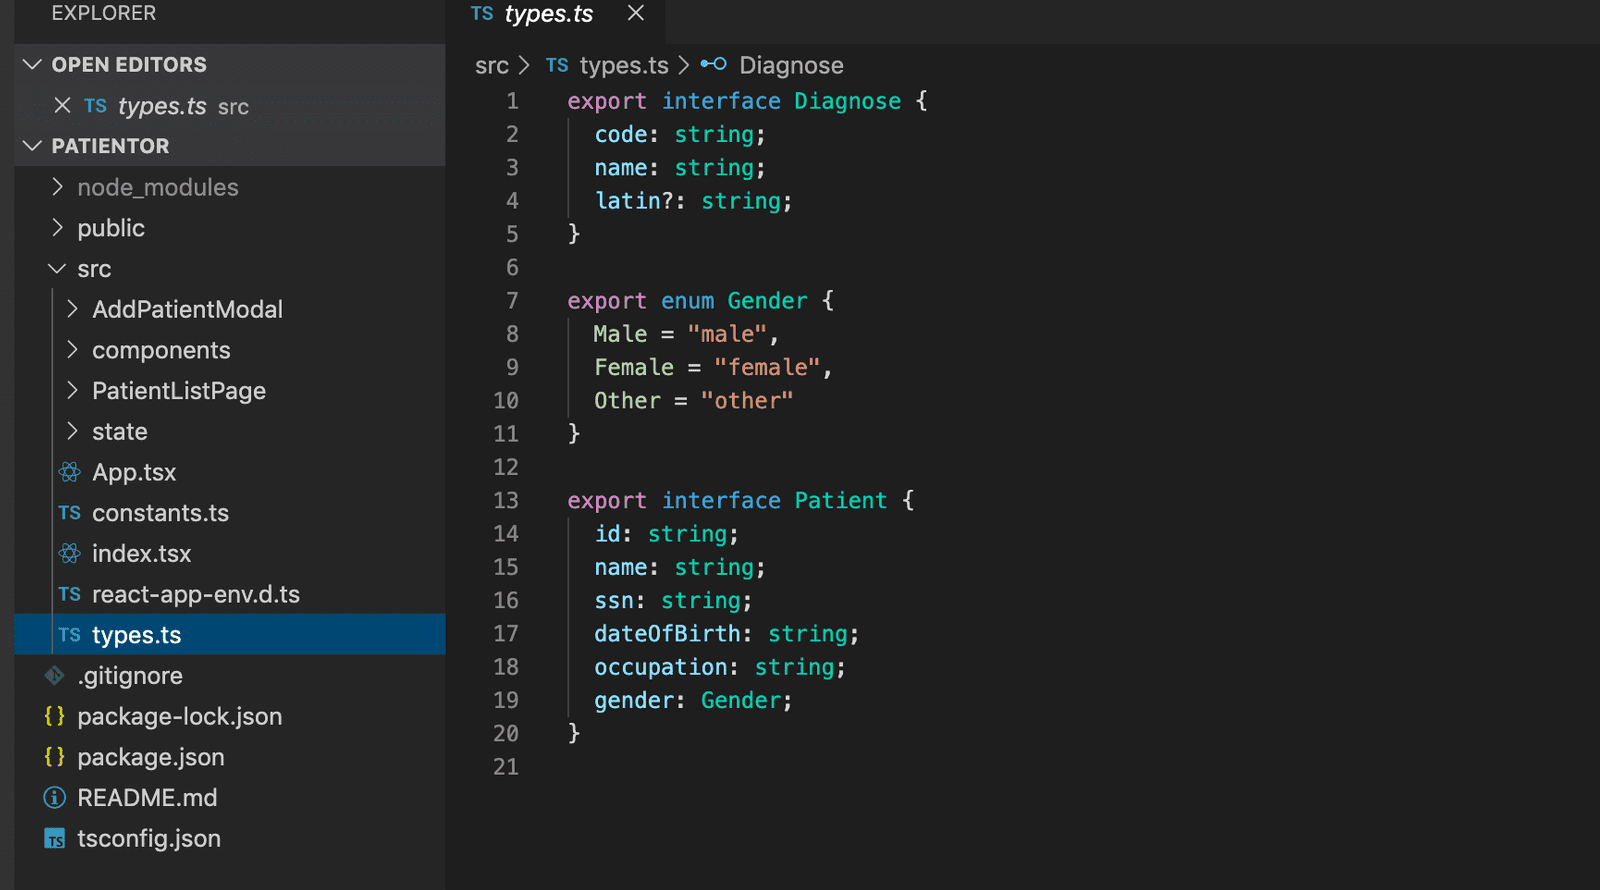 EXPLORER
OPEN EDITORS
TS types.ts src
PATIENTOR
node_modules
public
src
AddPatientModal
components
PatientListPage
state
App.tsx
TS constants.ts
index.tsx
TS react-app-env.d.ts
TS types.ts
.gitignore
{} package-lock.json
{} package.json
README.md
TS tsconfig.json
TS types.ts
src > TS types.ts > Diagnose
1 export interface Diagnose {
2 code: string;
3 name: string;
4 latin?: string;
5 }
6
7 export enum Gender {
8 Male = "male",
9 Female = "female",
10 Other = "other"
11 }
12
13 export interface Patient {
14 id: string;
15 name: string;
16 ssn: string;
17 dateOfBirth: string;
18 occupation: string;
19 gender: Gender;
20 }
21